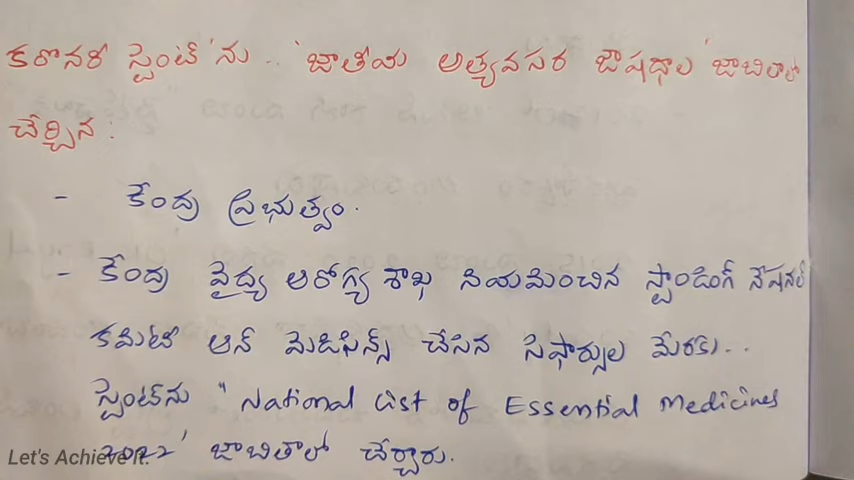 కరొనరీ స్టెంట్'ను .. 'జాతీయ అత్యవసర ఔషధాల' జాబితాలో
చేర్చిన :
- కేంద్ర ప్రభుత్వం.
- కేంద్ర వైద్య ఆరోగ్య శాఖ నియమించిన స్టాండింగ్ నేషనల్
కమిటీ ఆన్ మెడిసిన్స్ చేసిన సిఫార్సుల మేరకు..
స్టెంట్‌ను "National List of Essential Medicines
2022' జాబితాలో చేర్చారు.
Let's Achieve It.